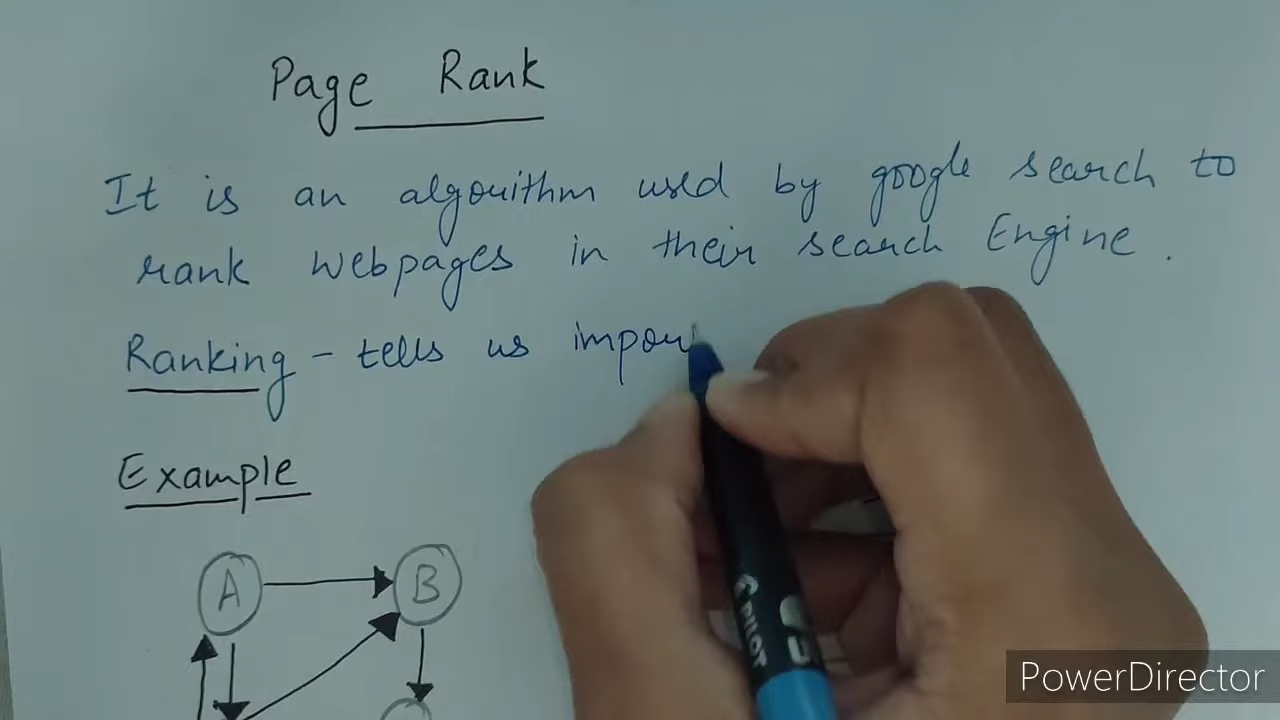 Page Rank
It is an algorithm used by google search to
rank webpages in their search Engine.
Ranking - tells us impor
Example
A
B
PILOT
PowerDirector